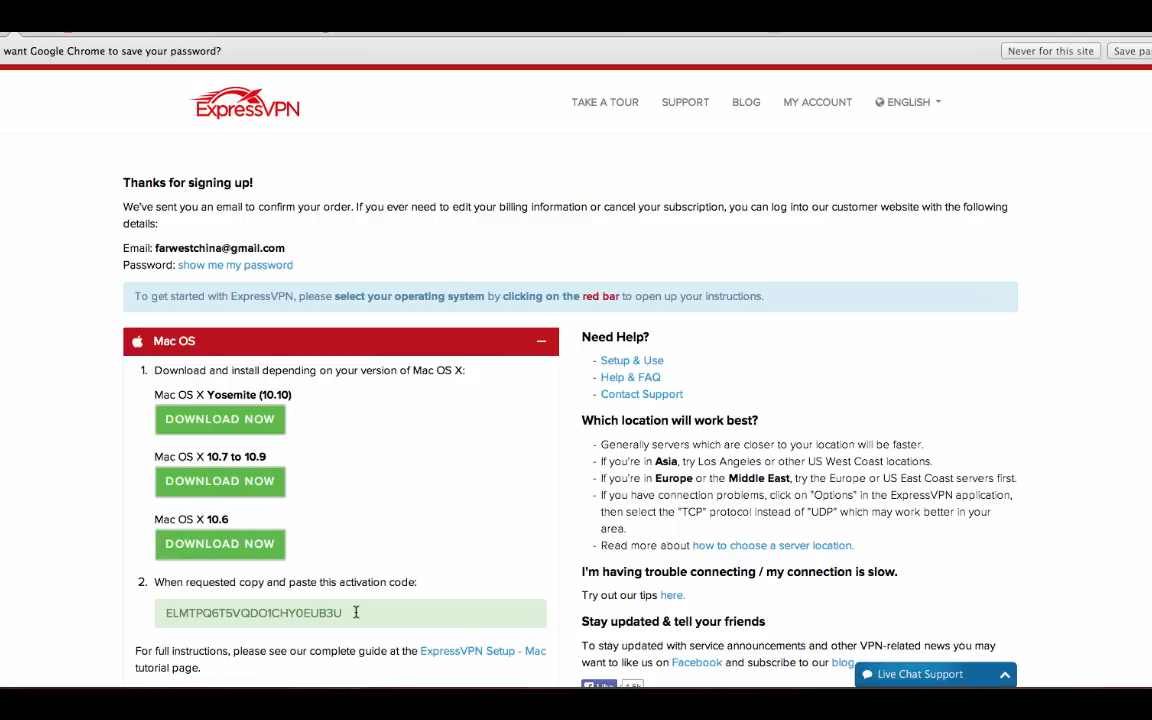 want Google Chrome to save your password?
Never for this site
Save pa
ExpressVPN
TAKE A TOUR
SUPPORT
BLOG
MY ACCOUNT
ENGLISH
Thanks for signing up!
We've sent you an email to confirm your order. If you ever need to edit your billing information or cancel your subscription, you can log into our customer website with the following
details:
Email: farwestchina@gmail.com
Password: show me my password
To get started with ExpressVPN, please select your operating system by clicking on the red bar to open up your instructions.
Mac OS
1. Download and install depending on your version of Mac OS X:
Mac OS X Yosemite (10.10)
DOWNLOAD NOW
Mac OS X 10.7 to 10.9
DOWNLOAD NOW
Mac OS X 10.6
DOWNLOAD NOW
2. When requested copy and paste this activation code:
ELMTPQ6T5VQDO1CHY0EUB3U
For full instructions, please see our complete guide at the ExpressVPN Setup - Mac
tutorial page.
Need Help?
- Setup & Use
- Help & FAQ
- Contact Support
Which location will work best?
- Generally servers which are closer to your location will be faster.
- If you're in Asia, try Los Angeles or other US West Coast locations.
- If you're in Europe or the Middle East, try the Europe or US East Coast servers first.
- If you have connection problems, click on "Options" in the ExpressVPN application,
then select the "TCP" protocol instead of "UDP" which may work better in your
area.
- Read more about how to choose a server location.
I'm having trouble connecting / my connection is slow.
Try out our tips here.
Stay updated & tell your friends
To stay updated with service announcements and other VPN-related news you may
want to like us on Facebook and subscribe to our blog
Live Chat Support